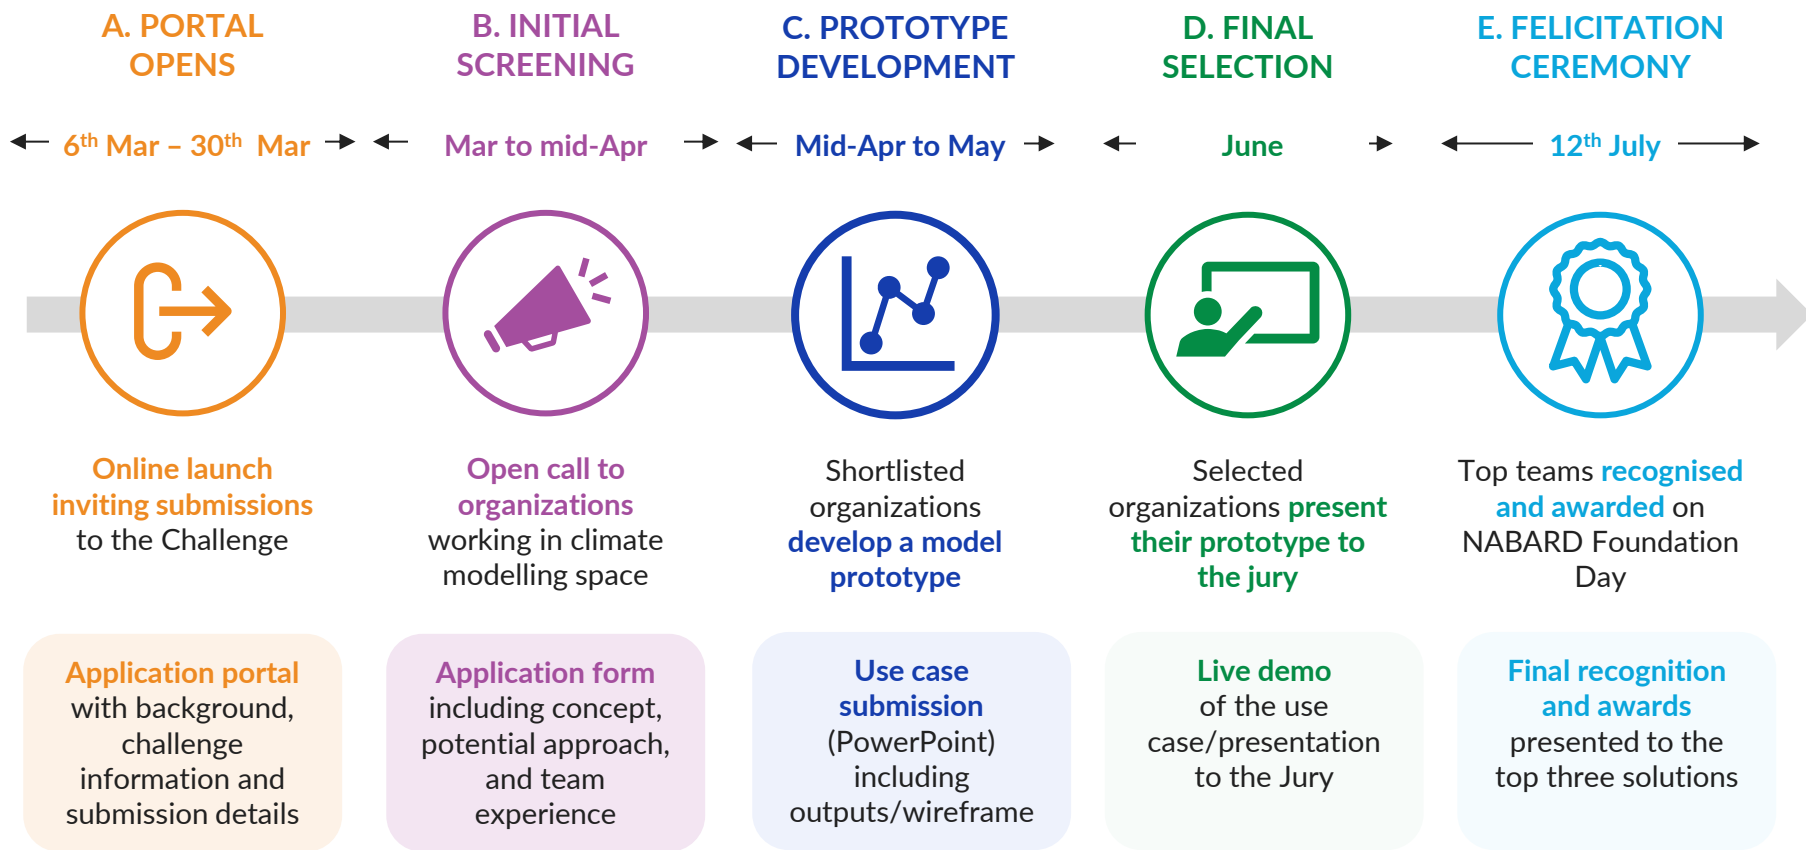 A. PORTAL
OPENS
6th Mar – 30th Mar
Online launch
inviting submissions
to the Challenge
Application portal
with background,
challenge
information and
submission details
B. INITIAL
SCREENING
Mar to mid-Apr
Open call to
organizations
working in climate
modelling space
Application form
including concept,
potential approach,
and team
experience
C. PROTOTYPE
DEVELOPMENT
Mid-Apr to May
Shortlisted
organizations
develop a model
prototype
Use case
submission
(PowerPoint)
including
outputs/wireframe
D. FINAL
SELECTION
June
Selected
organizations present
their prototype to
the jury
Live demo
of the use
case/presentation
to the Jury
E. FELICITATION
CEREMONY
12th July
Top teams recognised
and awarded on
NABARD Foundation
Day
Final recognition
and awards
presented to the
top three solutions